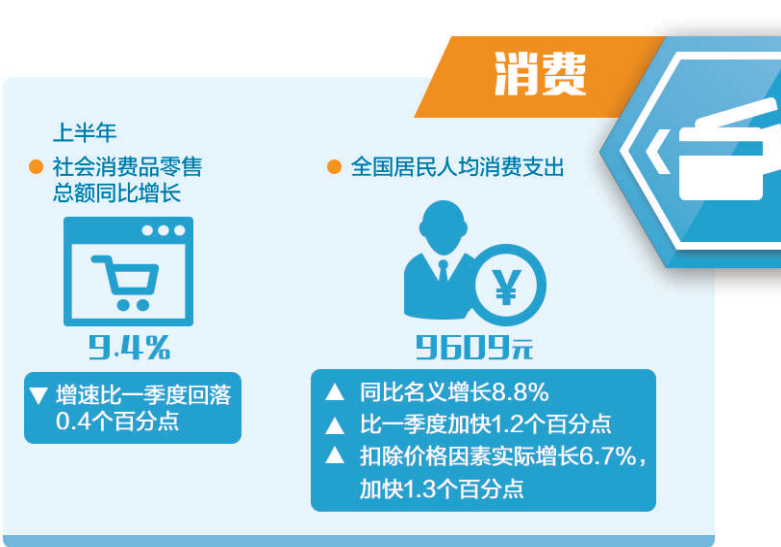 消费
上半年
社会消费品零售
总额同比增长
9.4%
▼ 增速比一季度回落
0.4个百分点
全国居民人均消费支出
¥
9609元
▲ 同比名义增长8.8%
▲ 比一季度加快1.2个百分点
▲ 扣除价格因素实际增长6.7%，
加快1.3个百分点